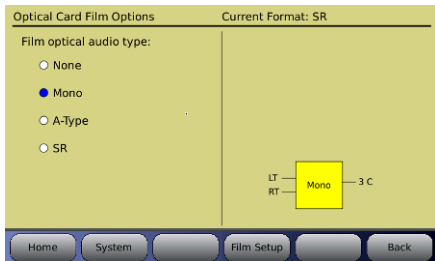 Optical Card Film Options
Current Format: SR
Film optical audio type:
None
Mono
A-Type
SR
LT
RT
Mono
3 C
Home
System
Film Setup
Back